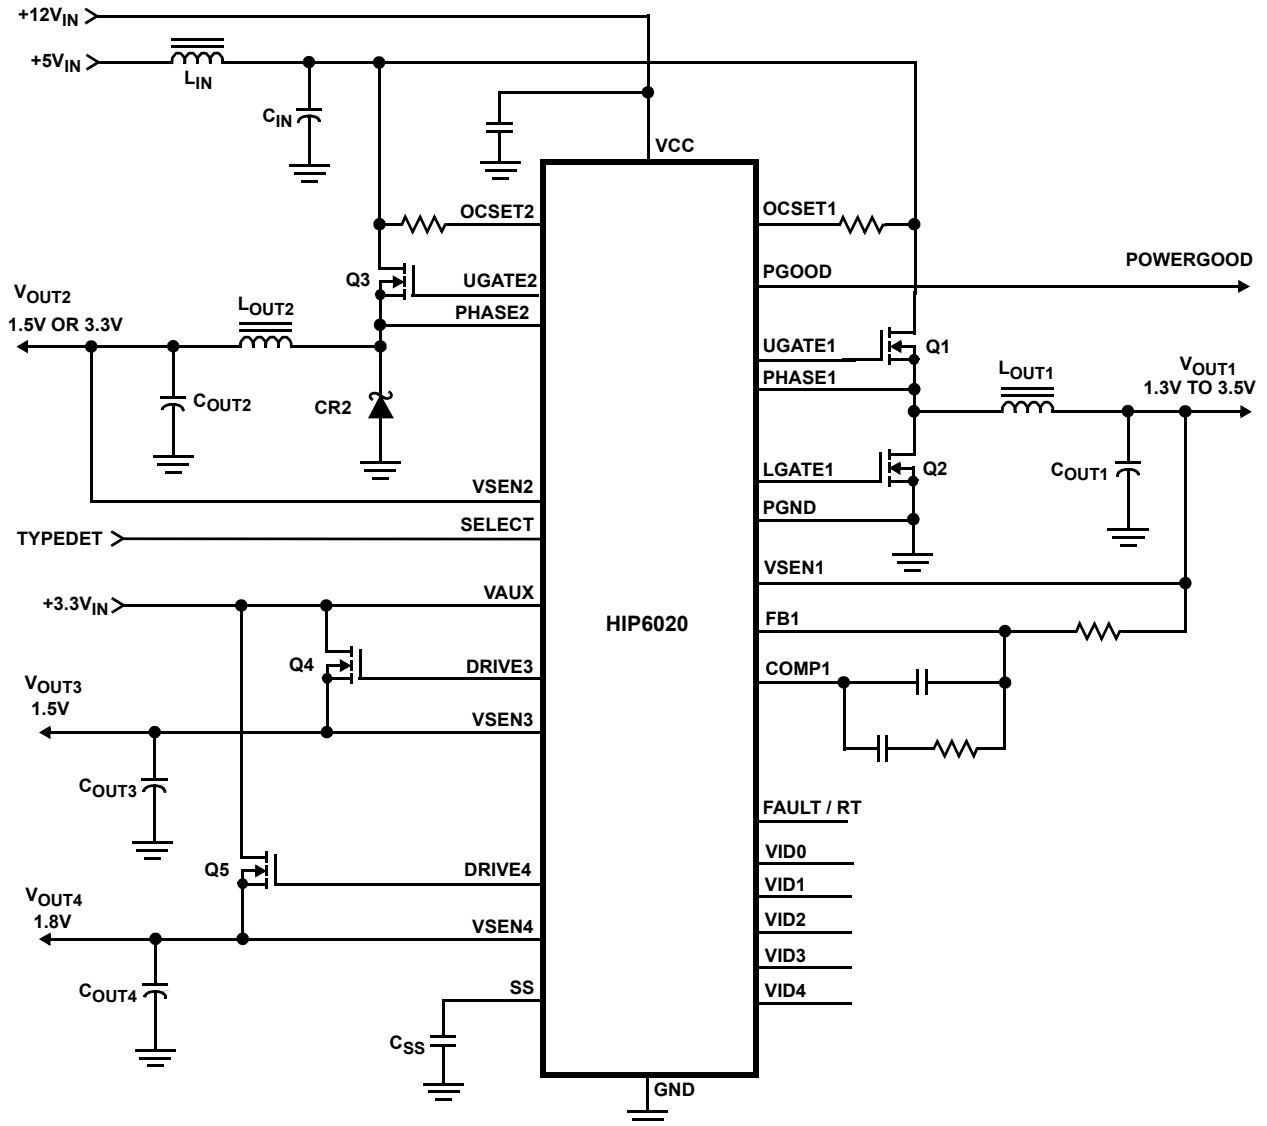 +12VIN
+5VIN
LIN
CIN
VCC
OCSET2
OCSET1
PGOOD
POWERGOOD
Q3
UGATE2
PHASE2
VOUT2
1.5V OR 3.3V
LOUT2
COUT2
CR2
UGATE1
Q1
PHASE1
LOUT1
VOUT1
1.3V TO 3.5V
LGATE1
Q2
COUT1
PGND
VSEN2
SELECT
TYPEDET
VSEN1
+3.3VIN
VAUX
HIP6020
FB1
Q4
DRIVE3
COMP1
VOUT3
1.5V
VSEN3
COUT3
FAULT / RT
VID0
VID1
VID2
VID3
VID4
Q5
DRIVE4
VOUT4
1.8V
VSEN4
COUT4
SS
CSS
GND